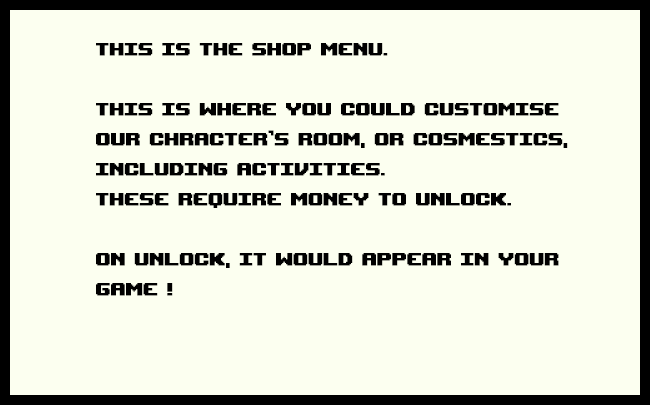 THIS IS THE SHOP MENU.
THIS IS WHERE YOU COULD CUSTOMISE
OUR CHRACTER'S ROOM, OR COSMESTICS,
INCLUDING ACTIVITIES.
THESE REQUIRE MONEY TO UNLOCK.
ON UNLOCK, IT WOULD APPEAR IN YOUR
GAME !